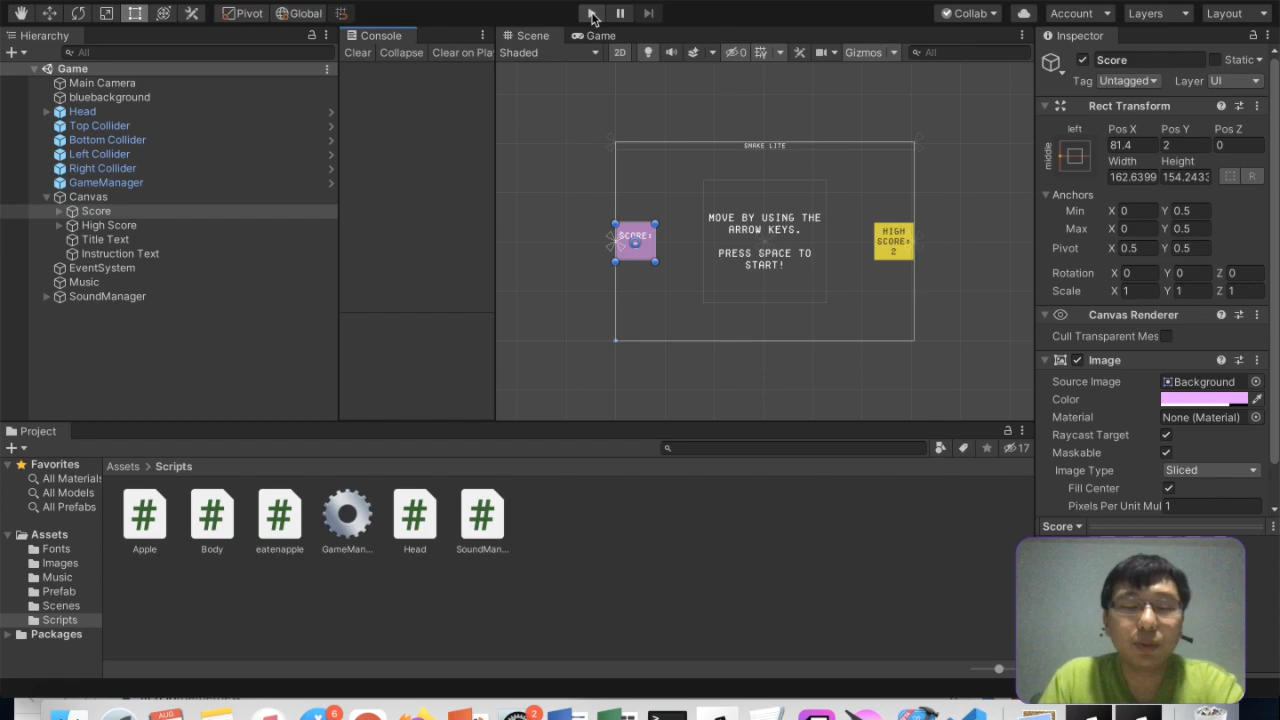 Pivot
Global
Collab
Account
Layers
Layout
Hierarchy
Console
Scene
Game
Inspector
All
Clear
Collapse
Clear on Play
Shaded
2D
0
Gizmos
All
Score
Static
Tag
Untagged
Layer
UI
Game
Main Camera
bluebackground
Head
Top Collider
Bottom Collider
Left Collider
Right Collider
GameManager
Canvas
Score
High Score
Title Text
Instruction Text
EventSystem
Music
SoundManager
SNAKE LITE
SCORE:
MOVE BY USING THE
ARROW KEYS.
PRESS SPACE TO
START!
HIGH
SCORE:
2
Rect Transform
left
middle
Pos X
Pos Y
Pos Z
81.4
2
0
Width
Height
162.6399
154.2433
R
Anchors
Min
X 0
Y 0.5
Max
X 0
Y 0.5
Pivot
X 0.5
Y 0.5
Rotation
X 0
Y 0
Z 0
Scale
X 1
Y 1
Z 1
Canvas Renderer
Cull Transparent Mes
Image
Source Image
Background
Color
Material
None (Material)
Raycast Target
Maskable
Image Type
Sliced
Fill Center
Pixels Per Unit Mul
1
Score
Project
17
Favorites
All Materials
All Models
All Prefabs
Assets
Fonts
Images
Music
Prefab
Scenes
Scripts
Packages
Assets > Scripts
Apple
Body
eatenapple
GameMan...
Head
SoundMan...
AUG
6
2